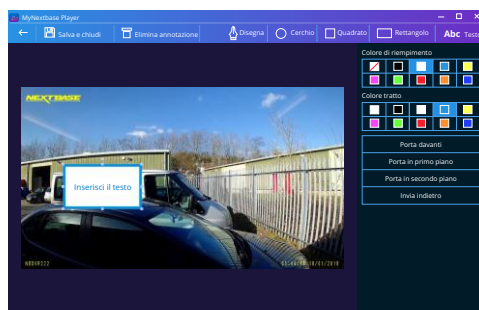 MyNextbase Player
Salva e chiudi
Elimina annotazione
Disegna
Cerchio
Quadrato
Rettangolo
Abc Testo
Colore di riempimento
Colore tratto
Porta davanti
Porta in primo piano
Porta in secondo piano
Invia indietro
NEXTBASE
Inserisci il testo